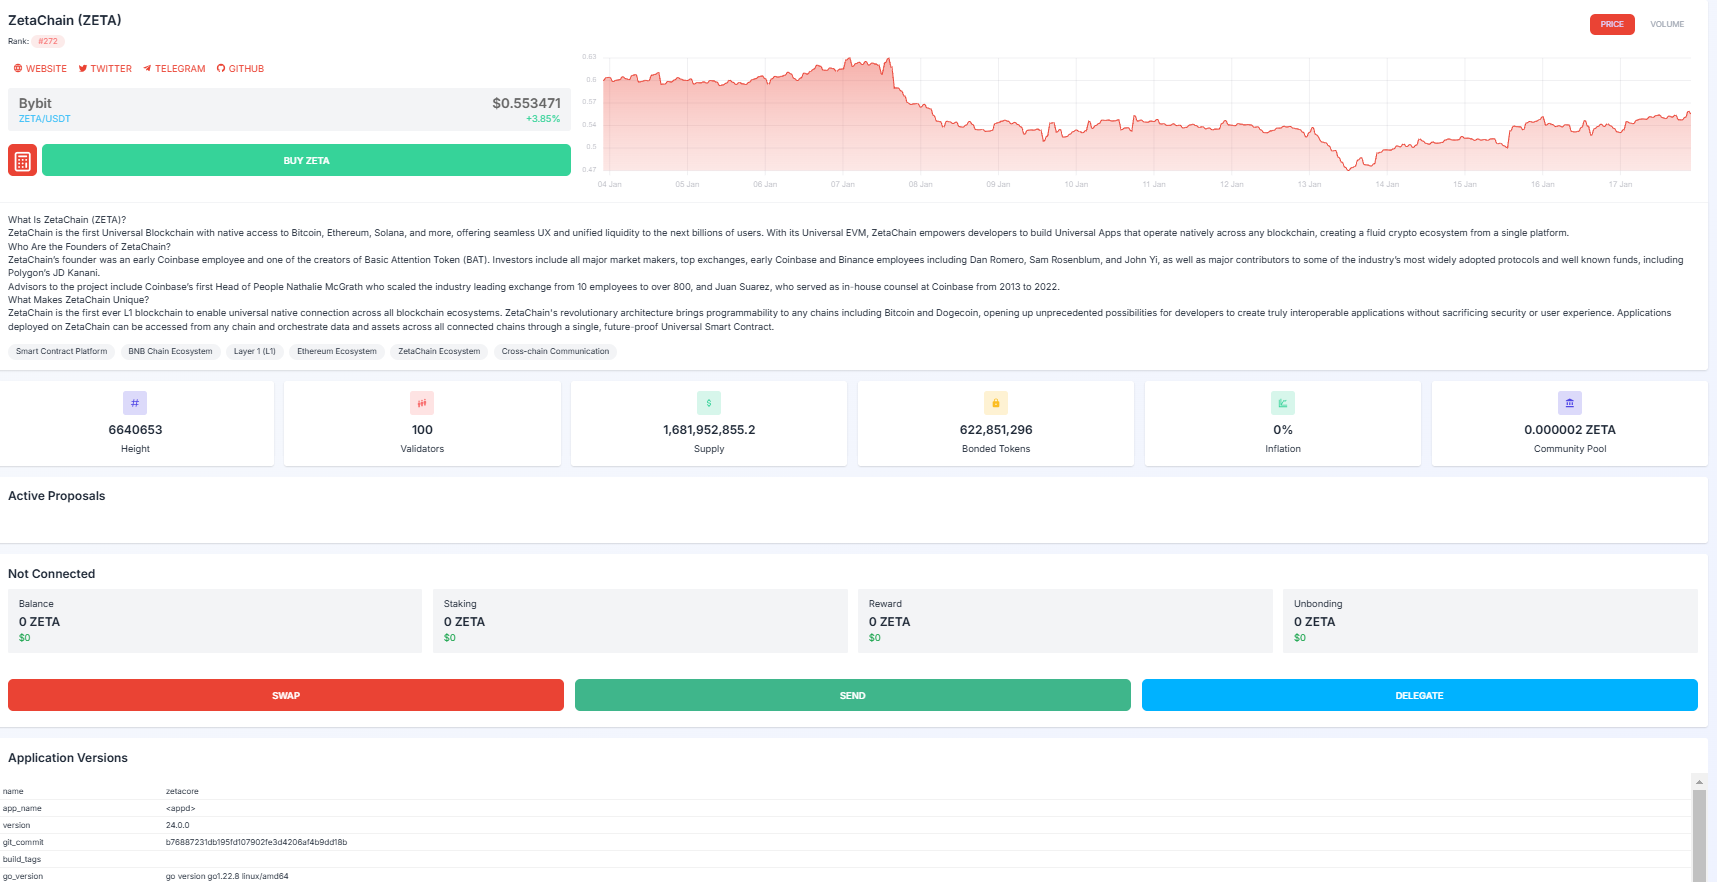 ZetaChain (ZETA)
Rank: #272
WEBSITE TWITTER TELEGRAM GITHUB
Bybit $0.553471
ZETA/USDT +3.85%
BUY ZETA
PRICE VOLUME
0.63
0.6
0.57
0.54
0.5
0.47
04 Jan 05 Jan 06 Jan 07 Jan 08 Jan 09 Jan 10 Jan 11 Jan 12 Jan 13 Jan 14 Jan 15 Jan 16 Jan 17 Jan
What Is ZetaChain (ZETA)?
ZetaChain is the first Universal Blockchain with native access to Bitcoin, Ethereum, Solana, and more, offering seamless UX and unified liquidity to the next billions of users. With its Universal EVM, ZetaChain empowers developers to build Universal Apps that operate natively across any blockchain, creating a fluid crypto ecosystem from a single platform.
Who Are the Founders of ZetaChain?
ZetaChain's founder was an early Coinbase employee and one of the creators of Basic Attention Token (BAT). Investors include all major market makers, top exchanges, early Coinbase and Binance employees including Dan Romero, Sam Rosenblum, and John Yi, as well as major contributors to some of the industry's most widely adopted protocols and well known funds, including
Polygon's JD Kanani.
Advisors to the project include Coinbase's first Head of People Nathalie McGrath who scaled the industry leading exchange from 10 employees to over 800, and Juan Suarez, who served as in-house counsel at Coinbase from 2013 to 2022.
What Makes ZetaChain Unique?
ZetaChain is the first ever L1 blockchain to enable universal native connection across all blockchain ecosystems. ZetaChain's revolutionary architecture brings programmability to any chains including Bitcoin and Dogecoin, opening up unprecedented possibilities for developers to create truly interoperable applications without sacrificing security or user experience. Applications
deployed on ZetaChain can be accessed from any chain and orchestrate data and assets across all connected chains through a single, future-proof Universal Smart Contract.
Smart Contract Platform BNB Chain Ecosystem Layer 1 (L1) Ethereum Ecosystem ZetaChain Ecosystem Cross-chain Communication
6640653 100 1,681,952,855.2 622,851,296 0% 0.000002 ZETA
Height Validators Supply Bonded Tokens Inflation Community Pool
Active Proposals
Not Connected
Balance Staking Reward Unbonding
0 ZETA 0 ZETA 0 ZETA 0 ZETA
$0 $0 $0 $0
SWAP SEND DELEGATE
Application Versions
name zetacore
app_name <appd>
version 24.0.0
git_commit b76887231db195fd107902fe3d4206af4b9dd18b
build_tags
go_version go version go1.22.8 linux/amd64